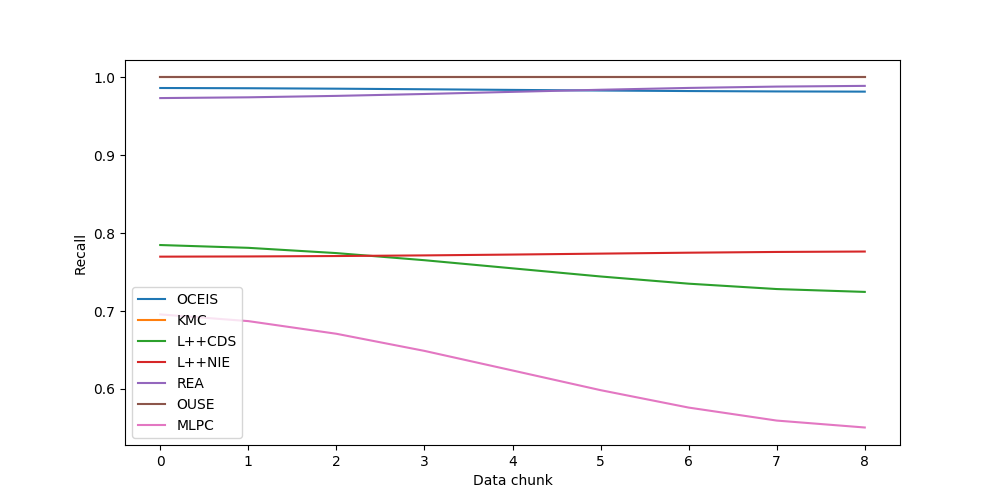 1.0
0.9
0.8
0.7
0.6
Recall
OCEIS
KMC
L++CDS
L++NIE
REA
OUSE
MLPC
0 1 2 3 4 5 6 7 8
Data chunk